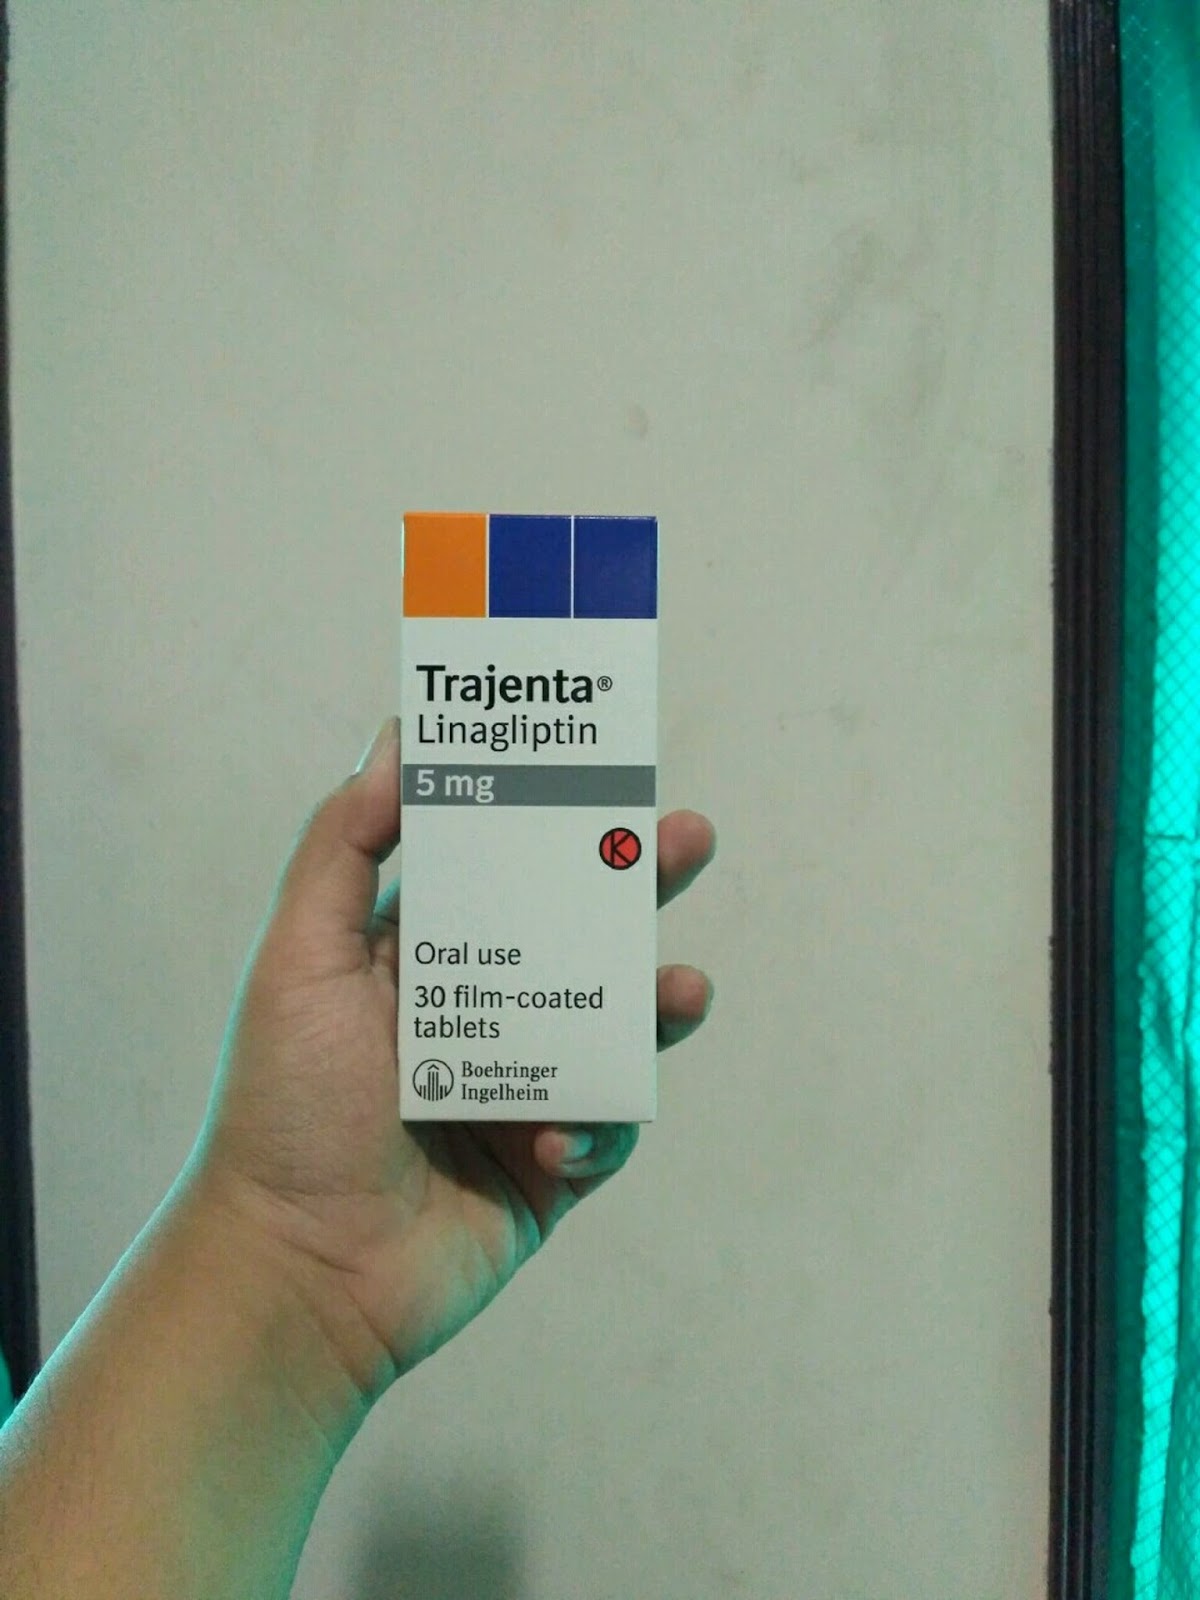 Trajenta®
Linagliptin
5 mg
K
Oral use
30 film-coated
tablets
Boehringer
Ingelheim